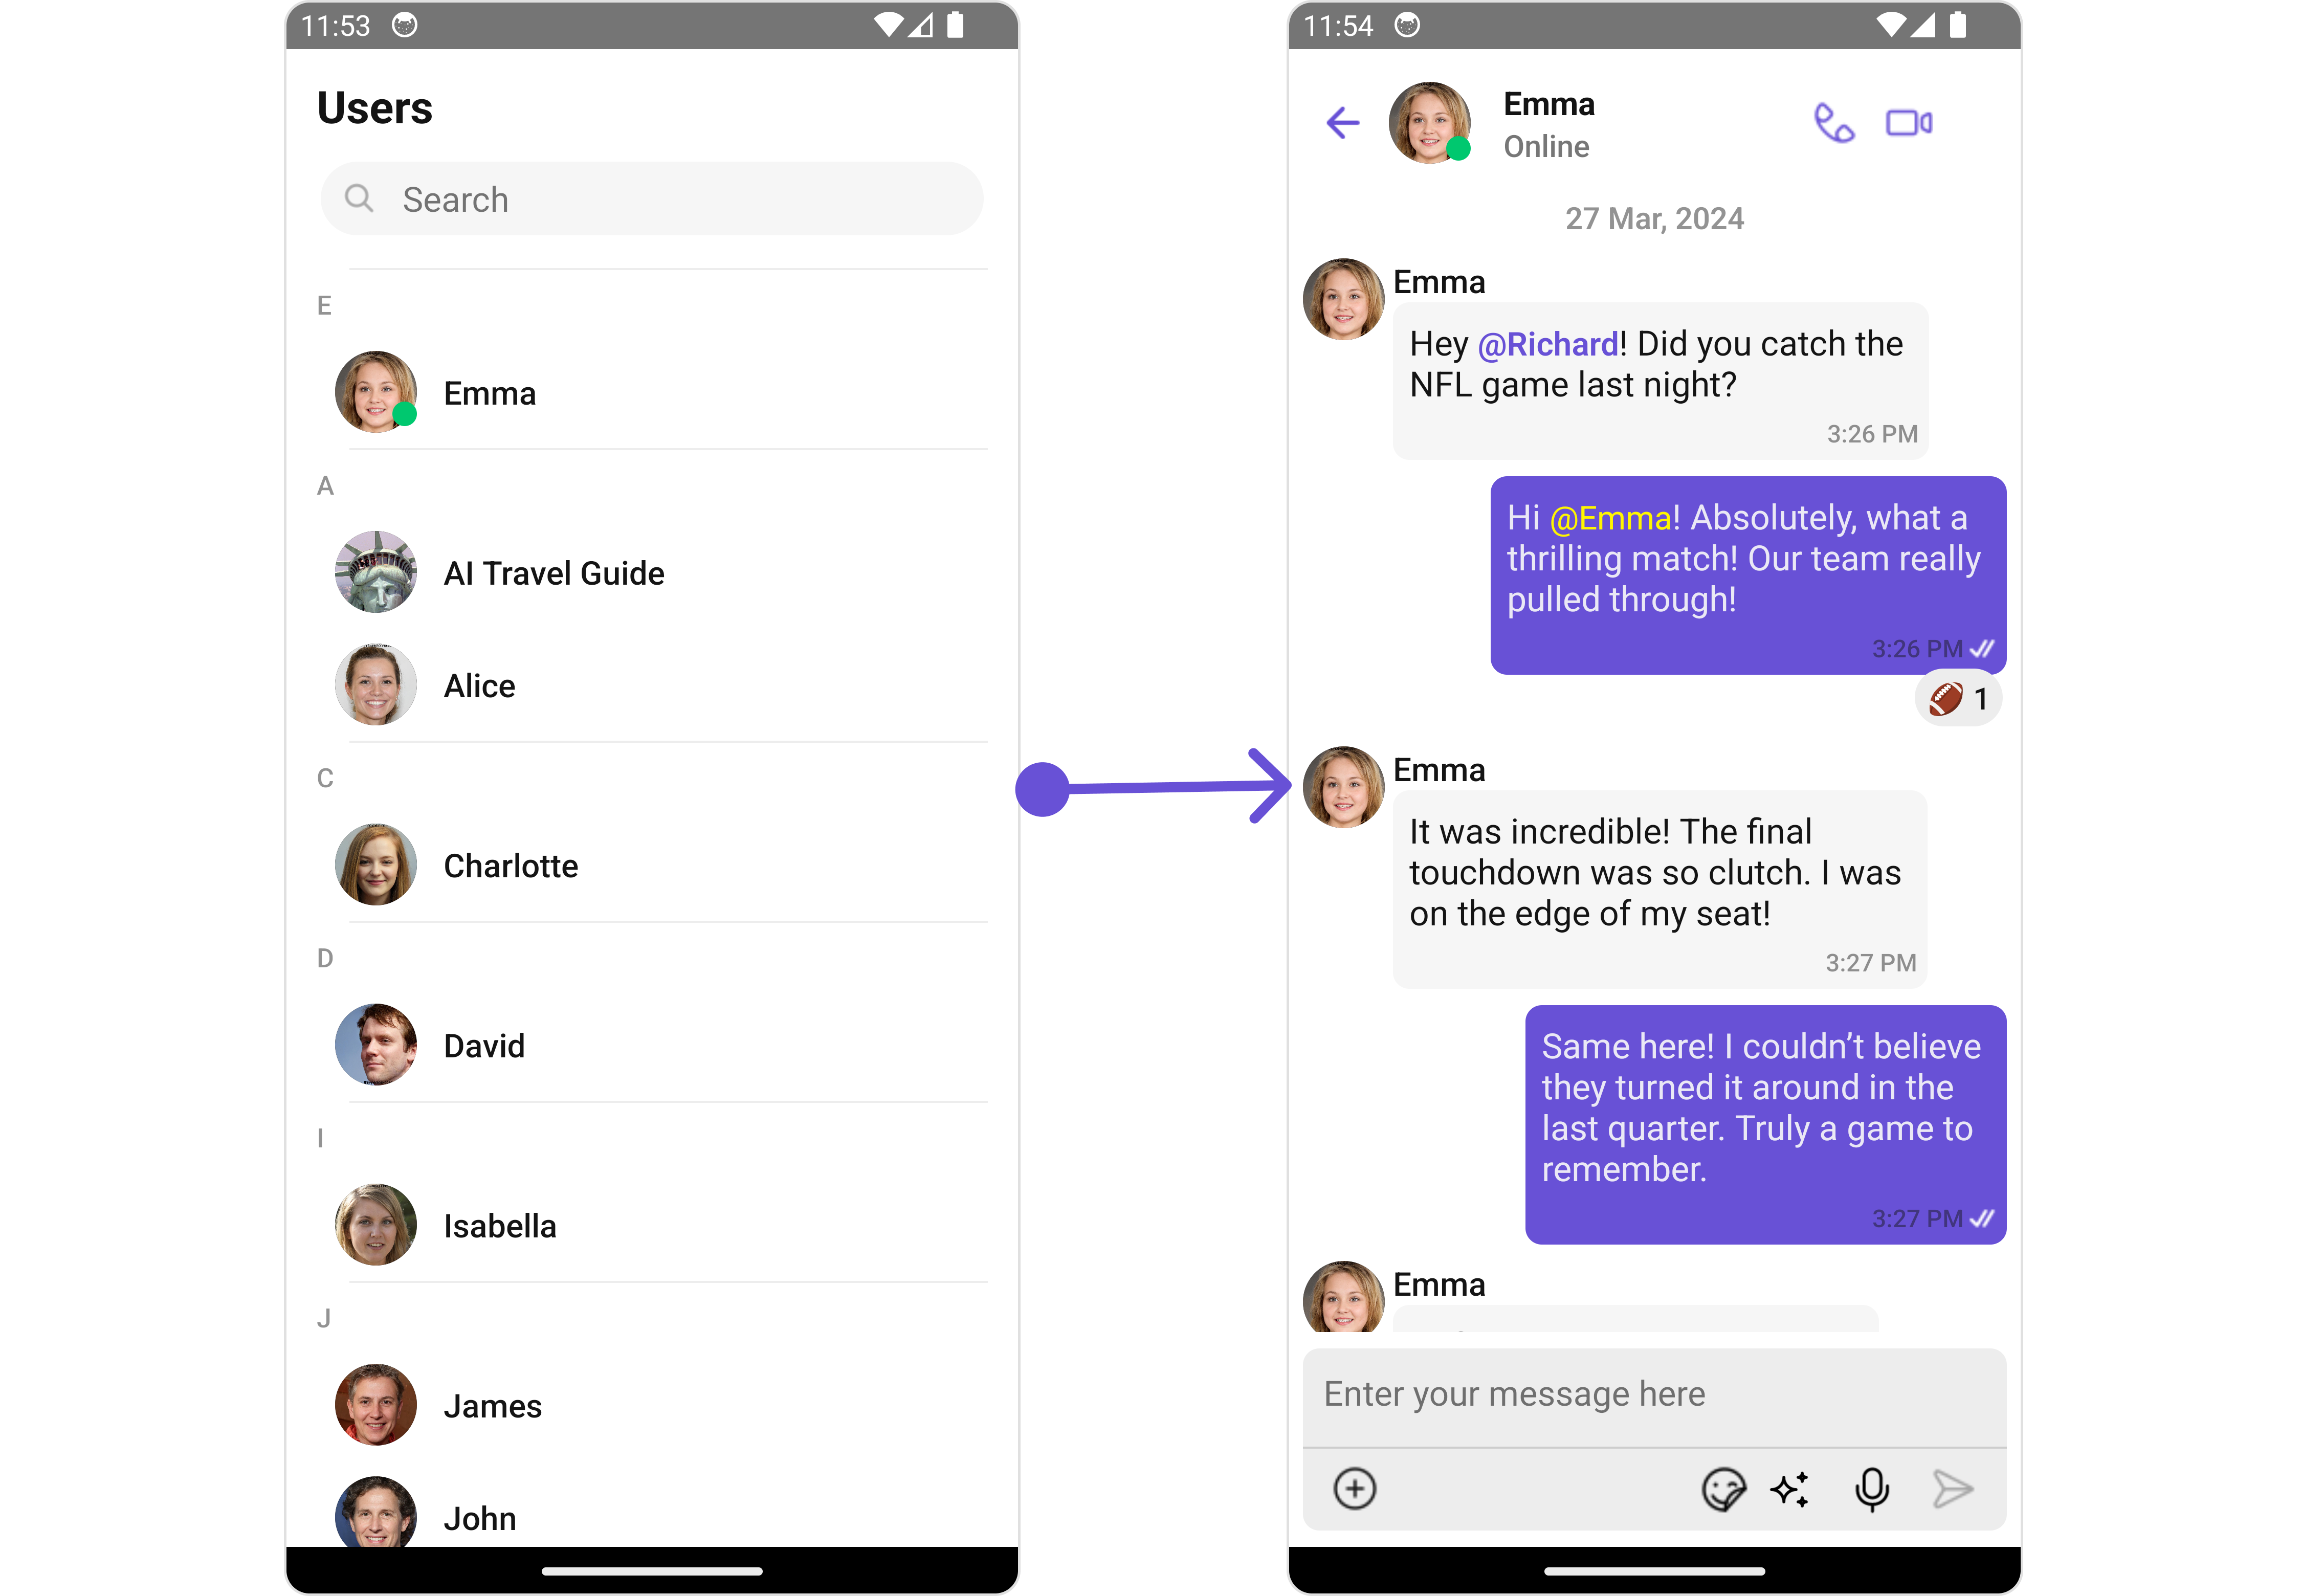 11:53
Users
Search
E
Emma
A
AI Travel Guide
Alice
C
Charlotte
D
David
I
Isabella
J
James
John
11:54
Emma
Online
27 Mar, 2024
Emma
Hey @Richard! Did you catch the
NFL game last night?
3:26 PM
Hi @Emma! Absolutely, what a
thrilling match! Our team really
pulled through!
3:26 PM
1
Emma
It was incredible! The final
touchdown was so clutch. I was
on the edge of my seat!
3:27 PM
Same here! I couldn’t believe
they turned it around in the
last quarter. Truly a game to
remember.
3:27 PM
Emma
Enter your message here